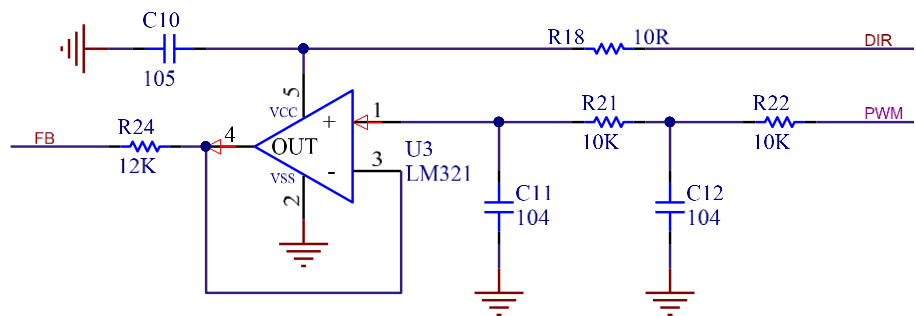 C10
105
R18
10R
DIR
5
VCC
+
1
R21
10K
R22
10K
PWM
FB
R24
12K
4
OUT
U3
LM321
3
-
VSS
2
C11
104
C12
104